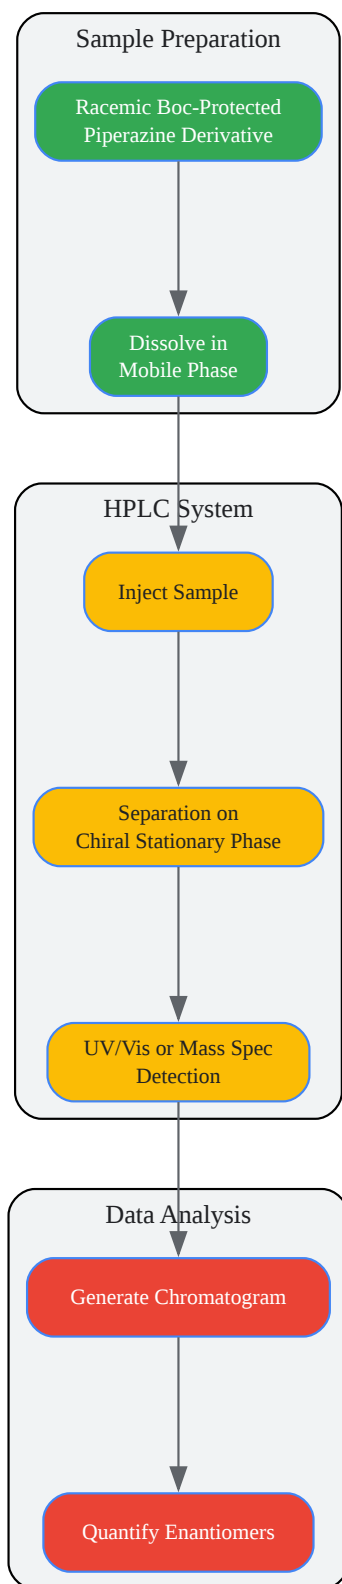 Sample Preparation
Racemic Boc-Protected
Piperazine Derivative
Dissolve in
Mobile Phase
HPLC System
Inject Sample
Separation on
Chiral Stationary Phase
UV/Vis or Mass Spec
Detection
Data Analysis
Generate Chromatogram
Quantify Enantiomers